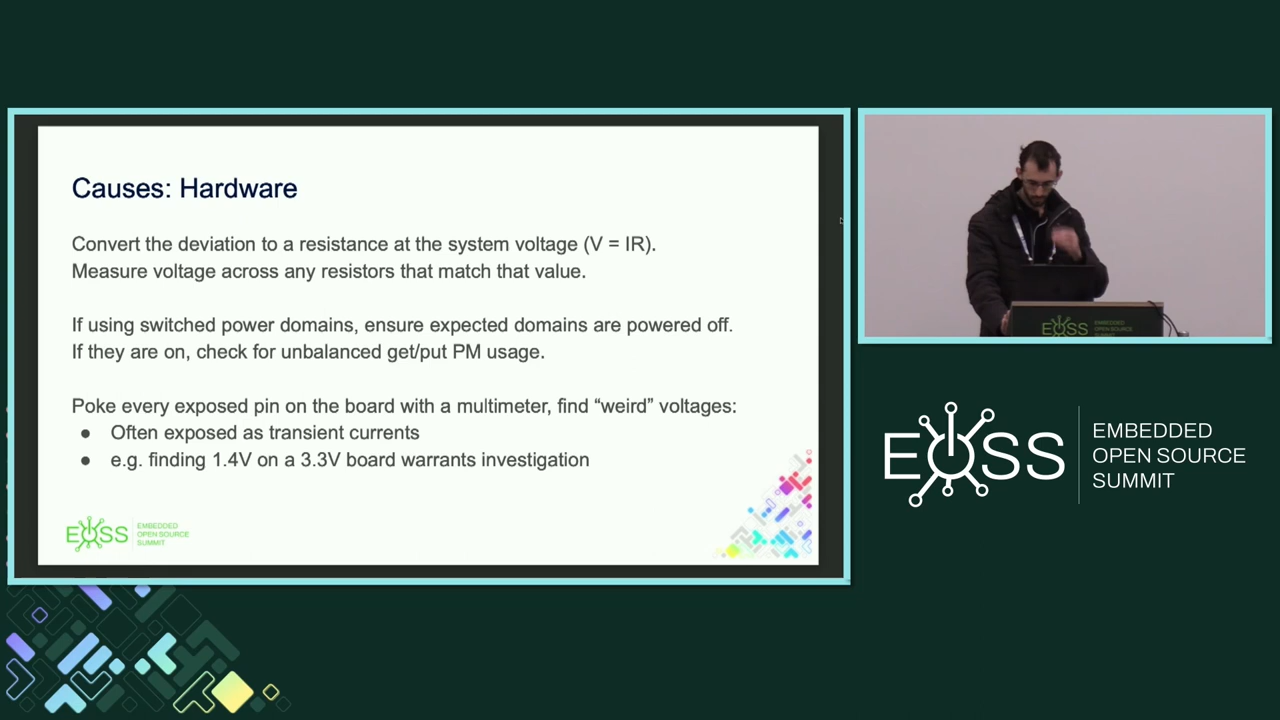 Causes: Hardware
Convert the deviation to a resistance at the system voltage (V = IR).
Measure voltage across any resistors that match that value.
If using switched power domains, ensure expected domains are powered off.
If they are on, check for unbalanced get/put PM usage.
Poke every exposed pin on the board with a multimeter, find “weird” voltages:
● Often exposed as transient currents
● e.g. finding 1.4V on a 3.3V board warrants investigation
EOSS
EMBEDDED
OPEN SOURCE
SUMMIT
EOSS
EOSS
EMBEDDED
OPEN SOURCE
SUMMIT